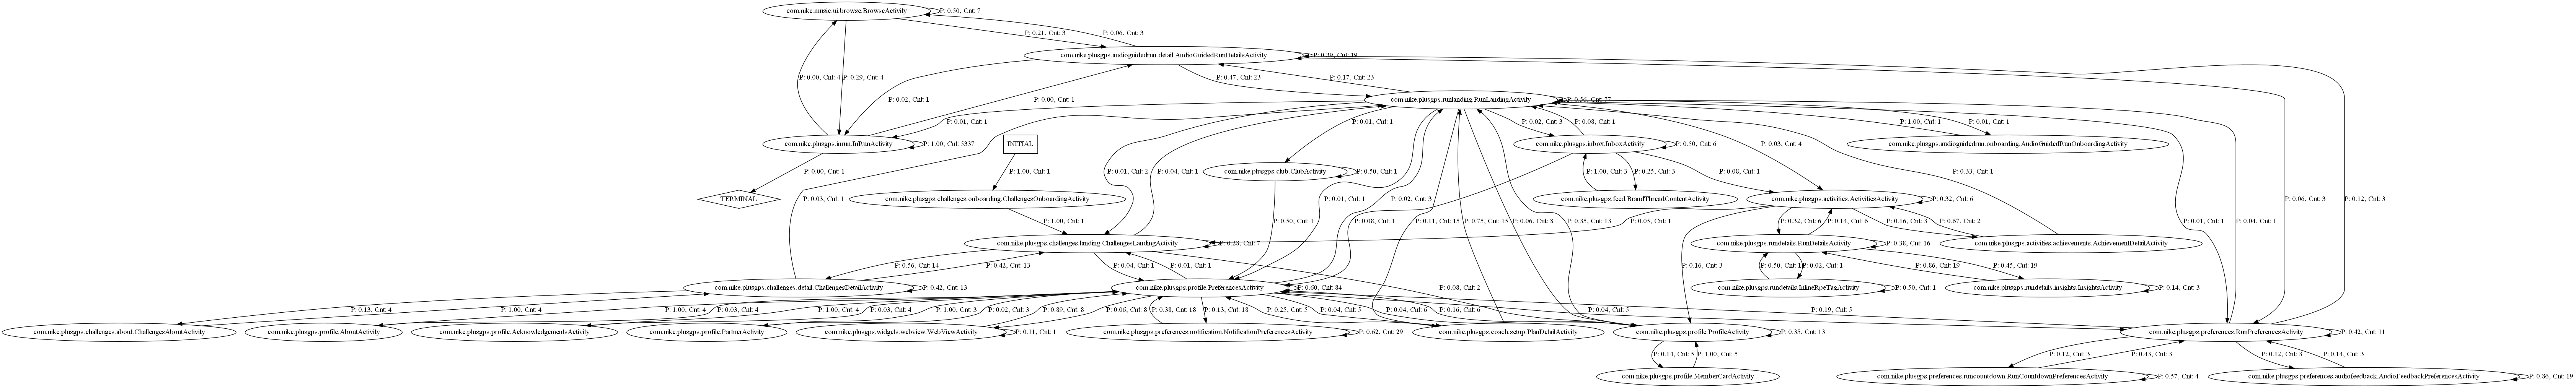 com.nike.music.ui.browse.BrowseActivity
P: 0.50, Cnt: 7
P: 0.21, Cnt: 3
P: 0.06, Cnt: 3
com.nike.plusgps.audioguidedrun.detail.AudioGuidedRunDetailsActivity
P: 0.39, Cnt: 19
P: 0.00, Cnt: 4
P: 0.29, Cnt: 4
P: 0.47, Cnt: 23
P: 0.17, Cnt: 23
P: 0.02, Cnt: 1
P: 0.00, Cnt: 1
com.nike.plusgps.runlanding.RunLandingActivity
P: 0.56, Cnt: 77
P: 0.01, Cnt: 1
P: 0.01, Cnt: 1
P: 0.02, Cnt: 3
P: 0.08, Cnt: 1
P: 1.00, Cnt: 1
P: 0.01, Cnt: 1
com.nike.plusgps.inrun.InRunActivity
P: 1.00, Cnt: 5337
INITIAL
com.nike.plusgps.inbox.InboxActivity
P: 0.50, Cnt: 6
P: 0.03, Cnt: 4
com.nike.plusgps.audioguidedrun.onboarding.AudioGuidedRunOnboardingActivity
P: 0.00, Cnt: 1
P: 1.00, Cnt: 1
P: 0.01, Cnt: 2
P: 0.04, Cnt: 1
com.nike.plusgps.club.ClubActivity
P: 0.50, Cnt: 1
P: 1.00, Cnt: 3
P: 0.25, Cnt: 3
P: 0.08, Cnt: 1
P: 0.33, Cnt: 1
TERMINAL
P: 0.03, Cnt: 1
com.nike.plusgps.challenges.onboarding.ChallengesOnboardingActivity
P: 0.01, Cnt: 1
P: 0.02, Cnt: 3
com.nike.plusgps.feed.BrandThreadContentActivity
com.nike.plusgps.activities.ActivitiesActivity
P: 0.32, Cnt: 6
P: 0.06, Cnt: 3
P: 0.12, Cnt: 3
P: 1.00, Cnt: 1
P: 0.50, Cnt: 1
P: 0.08, Cnt: 1
P: 0.11, Cnt: 15
P: 0.75, Cnt: 15
P: 0.06, Cnt: 8
P: 0.35, Cnt: 13
P: 0.05, Cnt: 1
P: 0.32, Cnt: 6
P: 0.14, Cnt: 6
P: 0.16, Cnt: 3
P: 0.67, Cnt: 2
P: 0.01, Cnt: 1
P: 0.04, Cnt: 1
com.nike.plusgps.challenges.landing.ChallengesLandingActivity
P: 0.28, Cnt: 7
com.nike.plusgps.rundetails.RunDetailsActivity
P: 0.38, Cnt: 16
com.nike.plusgps.activities.achievements.AchievementDetailActivity
P: 0.56, Cnt: 14
P: 0.42, Cnt: 13
P: 0.04, Cnt: 1
P: 0.01, Cnt: 1
P: 0.08, Cnt: 2
P: 0.16, Cnt: 3
P: 0.50, Cnt: 1
P: 0.02, Cnt: 1
P: 0.86, Cnt: 19
P: 0.45, Cnt: 19
com.nike.plusgps.challenges.detail.ChallengesDetailActivity
P: 0.42, Cnt: 13
com.nike.plusgps.profile.PreferencesActivity
P: 0.60, Cnt: 84
com.nike.plusgps.rundetails.InlineRpeTagActivity
P: 0.50, Cnt: 1
com.nike.plusgps.rundetails.insights.InsightsActivity
P: 0.14, Cnt: 3
P: 0.13, Cnt: 4
P: 1.00, Cnt: 4
P: 0.03, Cnt: 4
P: 1.00, Cnt: 4
P: 0.03, Cnt: 4
P: 1.00, Cnt: 3
P: 0.02, Cnt: 3
P: 0.89, Cnt: 8
P: 0.06, Cnt: 8
P: 0.38, Cnt: 18
P: 0.13, Cnt: 18
P: 0.25, Cnt: 5
P: 0.04, Cnt: 5
P: 0.04, Cnt: 6
P: 0.16, Cnt: 6
P: 0.04, Cnt: 5
P: 0.19, Cnt: 5
com.nike.plusgps.challenges.about.ChallengesAboutActivity
com.nike.plusgps.profile.AboutActivity
com.nike.plusgps.profile.AcknowledgementsActivity
com.nike.plusgps.profile.PartnerActivity
com.nike.plusgps.widgets.webview.WebViewActivity
P: 0.11, Cnt: 1
com.nike.plusgps.preferences.notification.NotificationPreferencesActivity
P: 0.62, Cnt: 29
com.nike.plusgps.coach.setup.PlanDetailActivity
com.nike.plusgps.profile.ProfileActivity
P: 0.35, Cnt: 13
com.nike.plusgps.preferences.RunPreferencesActivity
P: 0.42, Cnt: 11
P: 0.14, Cnt: 5
P: 1.00, Cnt: 5
P: 0.12, Cnt: 3
P: 0.43, Cnt: 3
P: 0.12, Cnt: 3
P: 0.14, Cnt: 3
com.nike.plusgps.profile.MemberCardActivity
com.nike.plusgps.preferences.runcountdown.RunCountdownPreferencesActivity
P: 0.57, Cnt: 4
com.nike.plusgps.preferences.audiofeedback.AudioFeedbackPreferencesActivity
P: 0.86, Cnt: 19